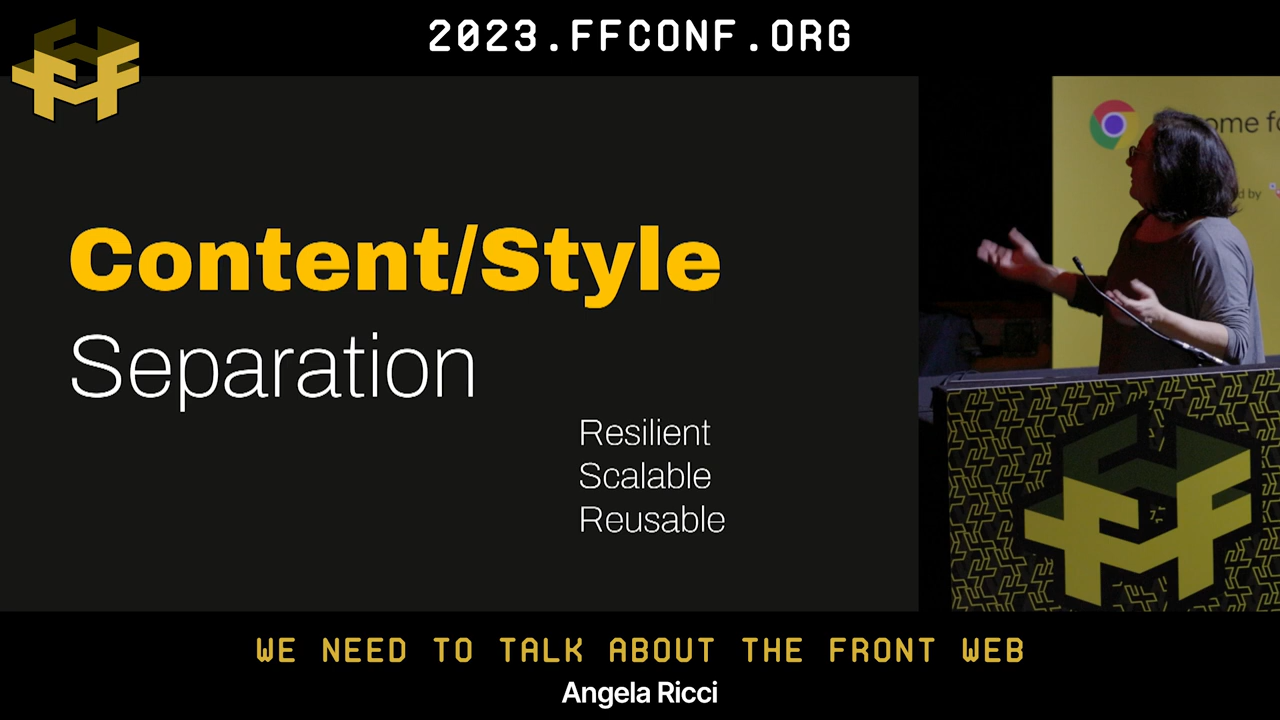 2023.FFCONF.ORG
Content/Style
Separation
Resilient
Scalable
Reusable
WE NEED TO TALK ABOUT THE FRONT WEB
Angela Ricci